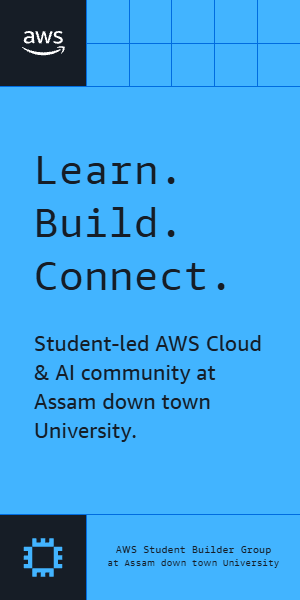 aws
Learn.
Build.
Connect.
Student-led AWS Cloud
& AI community at
Assam down town
University.
AWS Student Builder Group
at Assam down town University